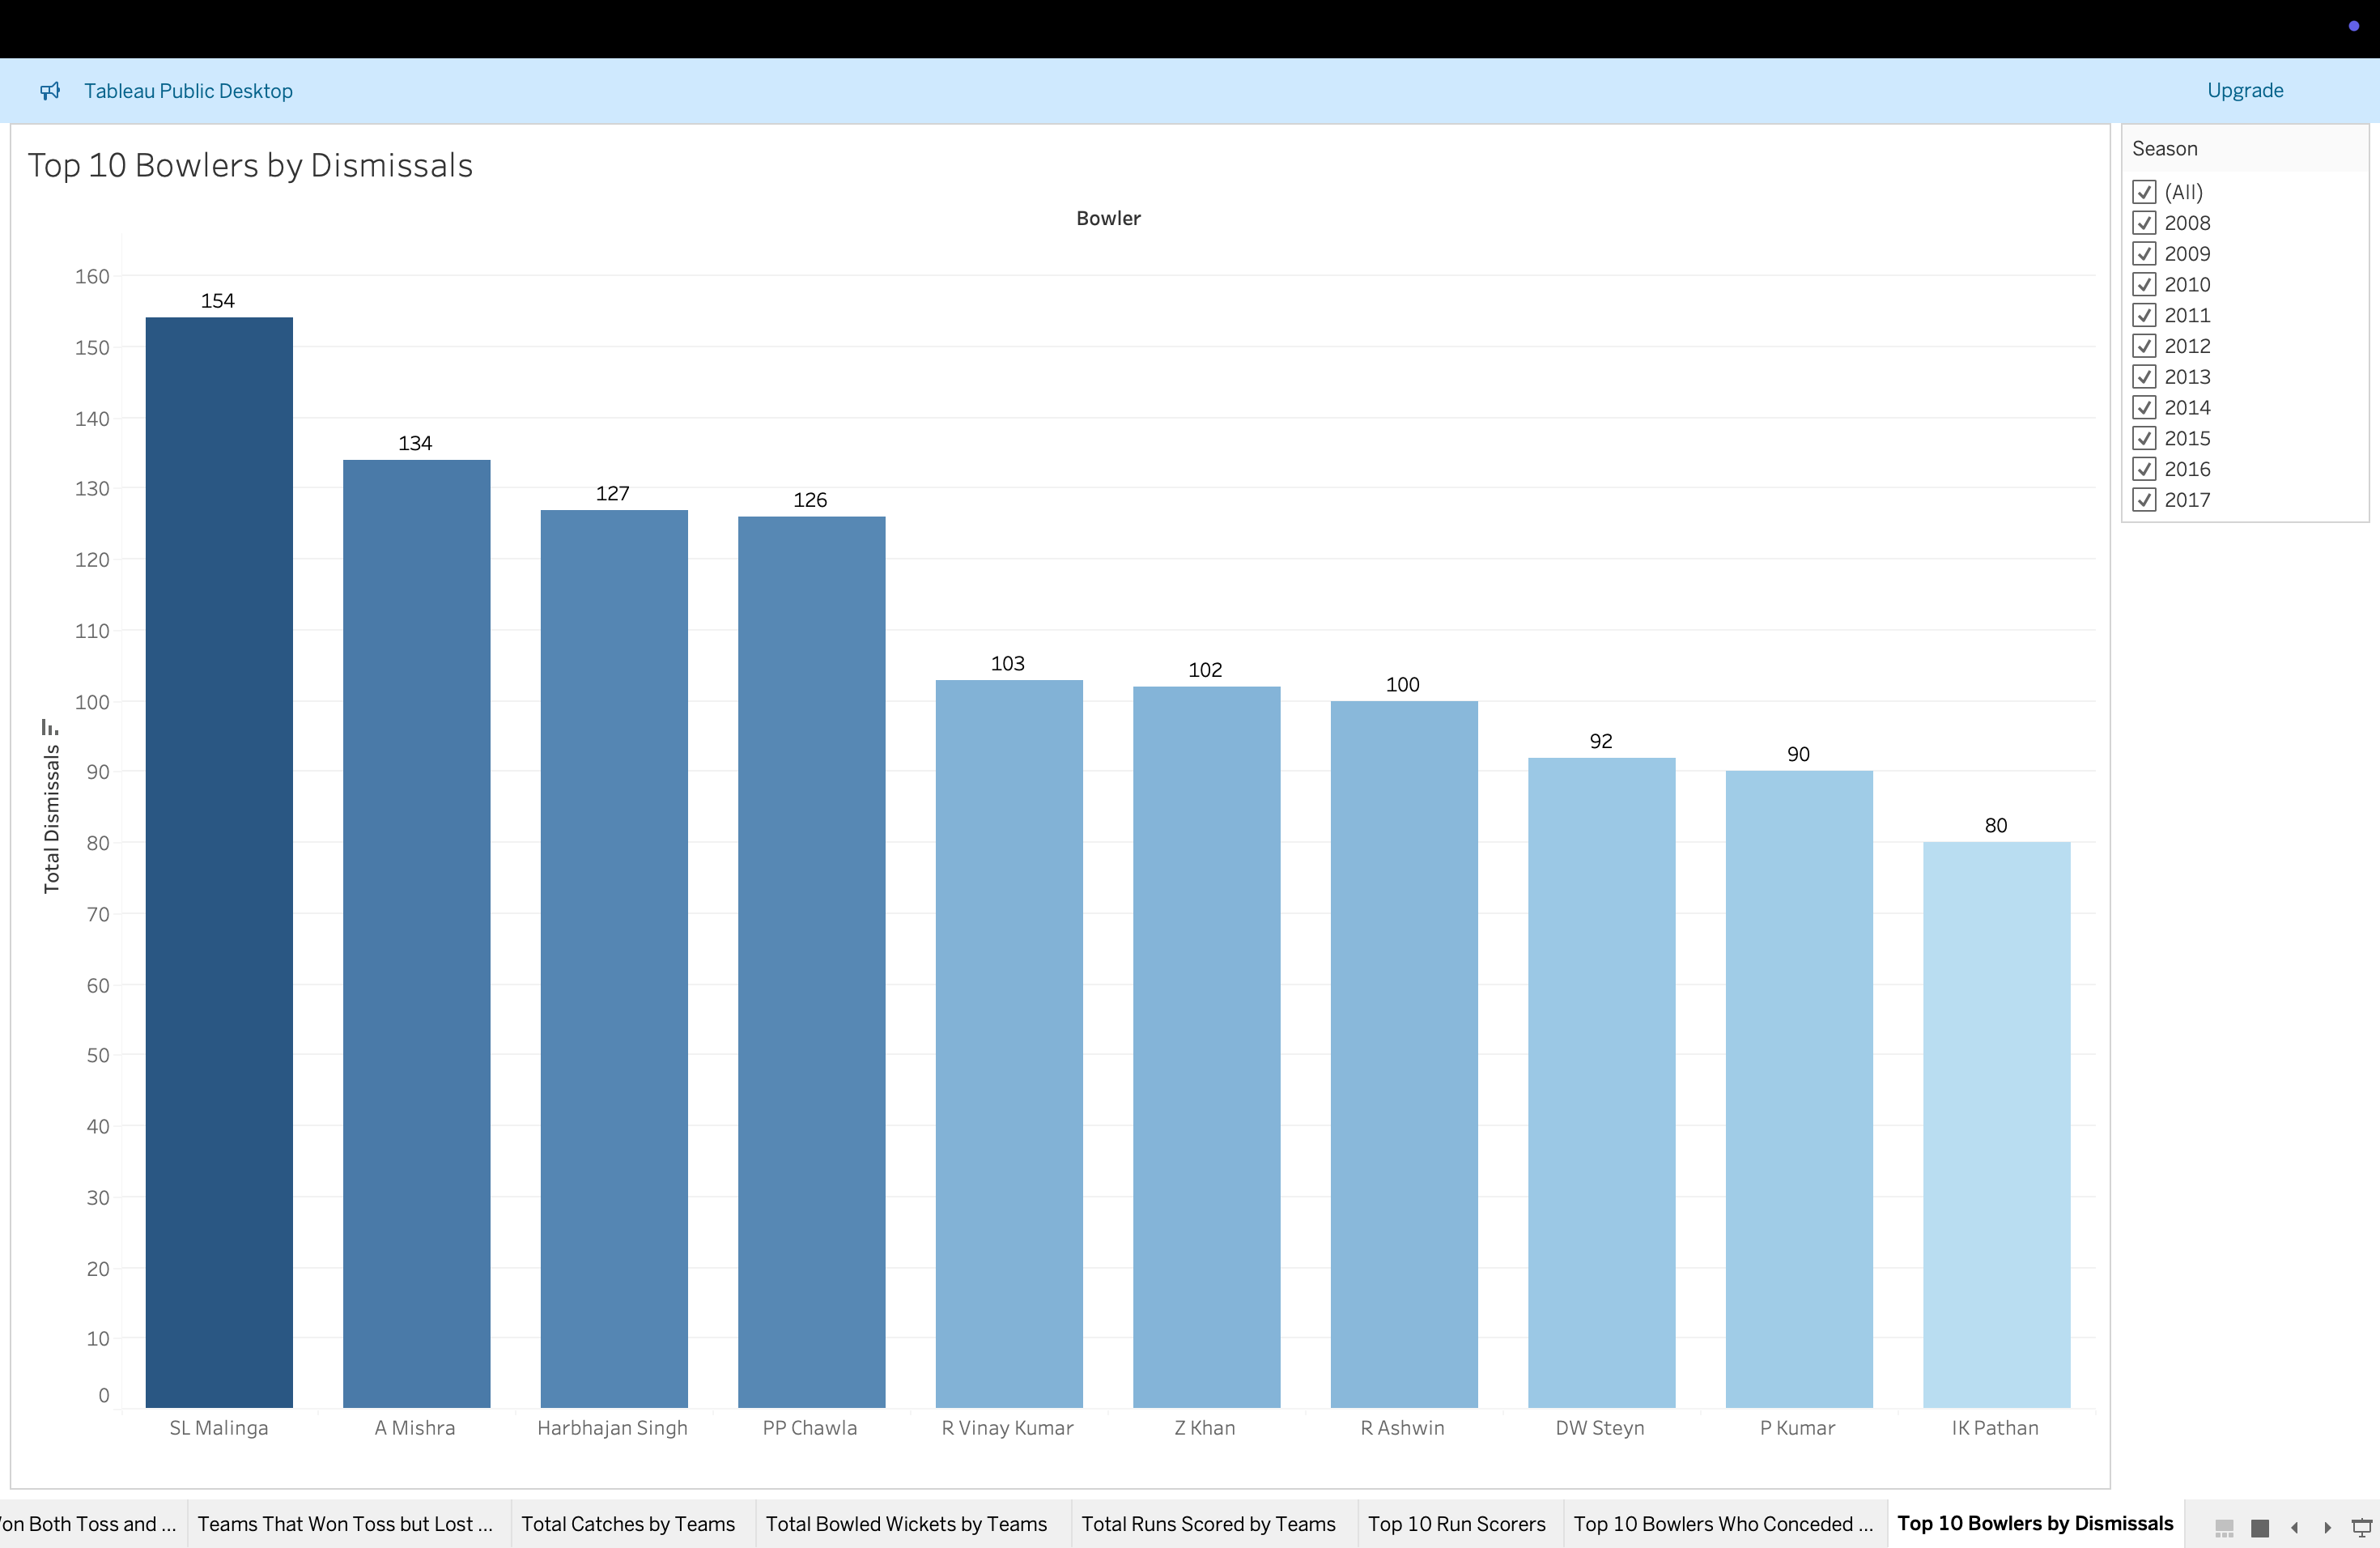 Tableau Public Desktop
Upgrade
Top 10 Bowlers by Dismissals
Bowler
Total Dismissals
160
150
140
130
120
110
100
90
80
70
60
50
40
30
20
10
0
154
134
127
126
103
102
100
92
90
80
SL Malinga
A Mishra
Harbhajan Singh
PP Chawla
R Vinay Kumar
Z Khan
R Ashwin
DW Steyn
P Kumar
IK Pathan
Season
(All)
2008
2009
2010
2011
2012
2013
2014
2015
2016
2017
on Both Toss and ...
Teams That Won Toss but Lost ...
Total Catches by Teams
Total Bowled Wickets by Teams
Total Runs Scored by Teams
Top 10 Run Scorers
Top 10 Bowlers Who Conceded ...
Top 10 Bowlers by Dismissals